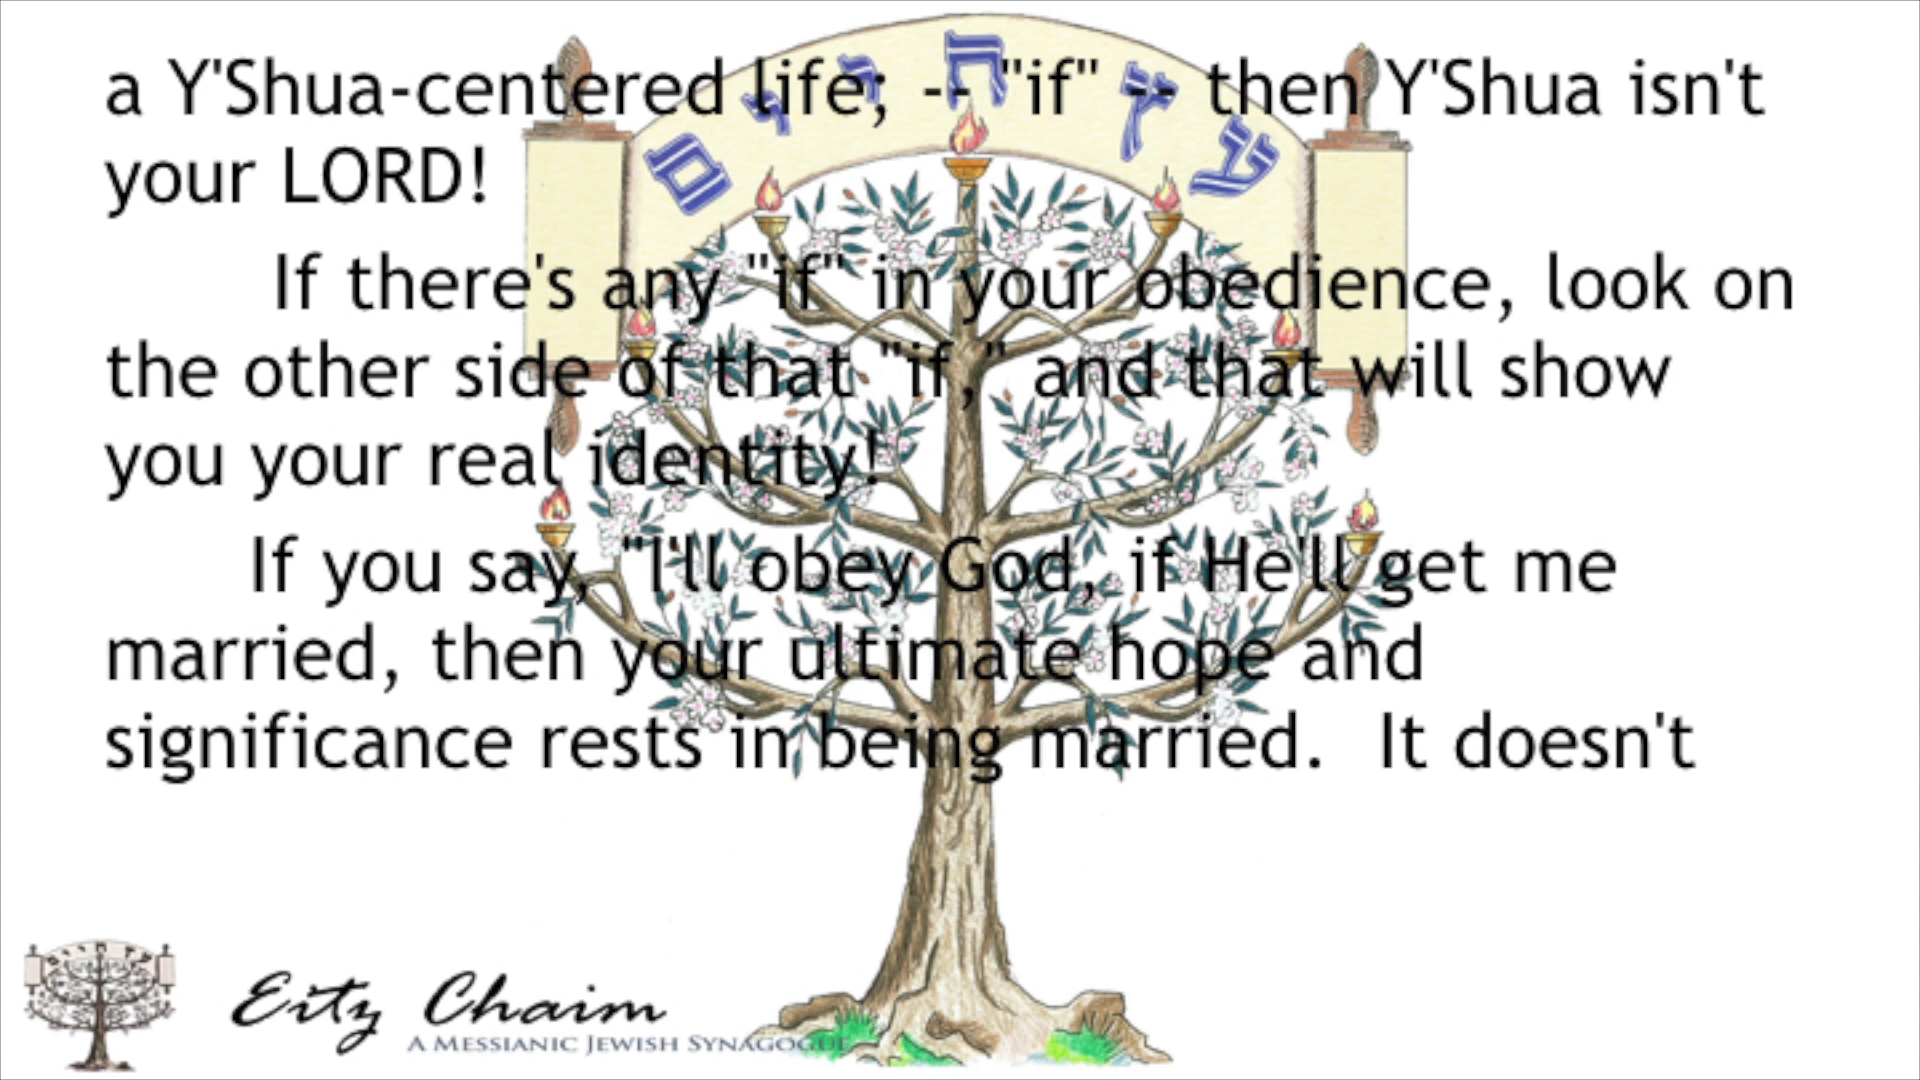 עץ חיים
a Y'Shua-centered life; -- "if" -- then Y'Shua isn't
your LORD!
If there's any "if" in your obedience, look on
the other side of that "if," and that will show
you your real identity!
If you say, "I'll obey God, if He'll get me
married, then your ultimate hope and
significance rests in being married. It doesn't
Eitz Chaim
A MESSIANIC JEWISH SYNAGOGUE